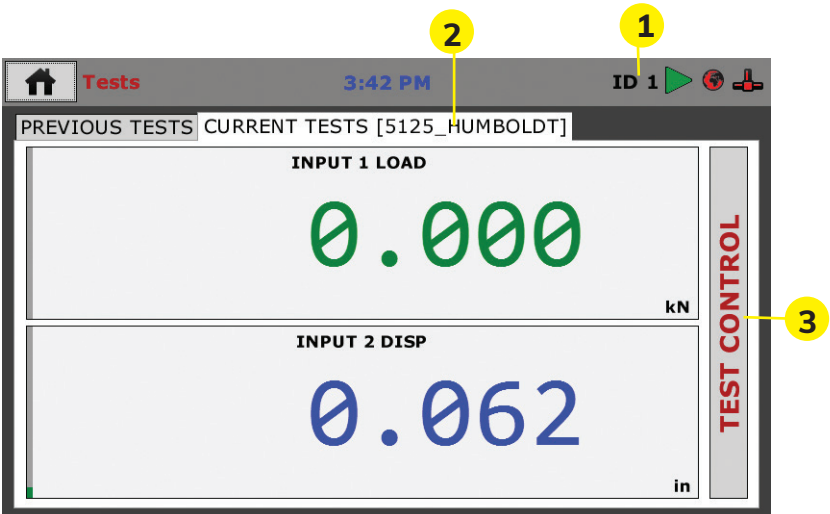 1
2
Tests
3:42 PM
ID 1
PREVIOUS TESTS
CURRENT TESTS [5125_HUMBOLDT]
INPUT 1 LOAD
0.000
kN
INPUT 2 DISP
0.062
in
TEST CONTROL
3